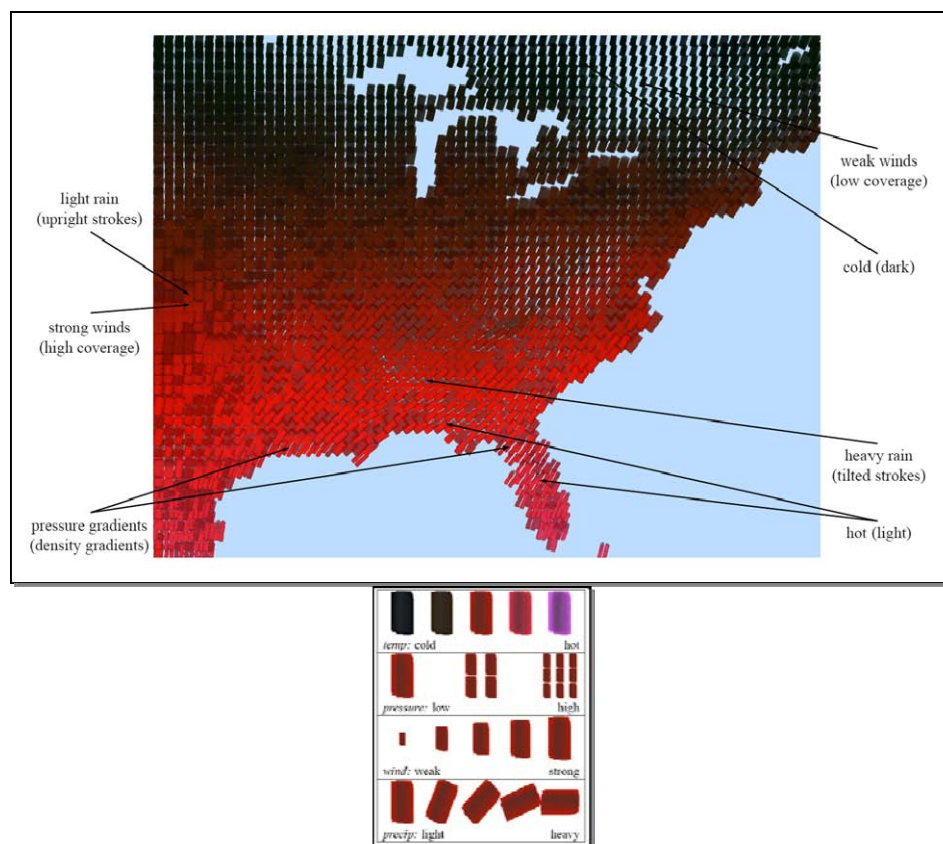 weak winds
(low coverage)
light rain
(upright strokes)
cold (dark)
strong winds
(high coverage)
heavy rain
(tilted strokes)
pressure gradients
(density gradients)
hot (light)
temp: cold hot
pressure: low high
wind: weak strong
precip: light heavy